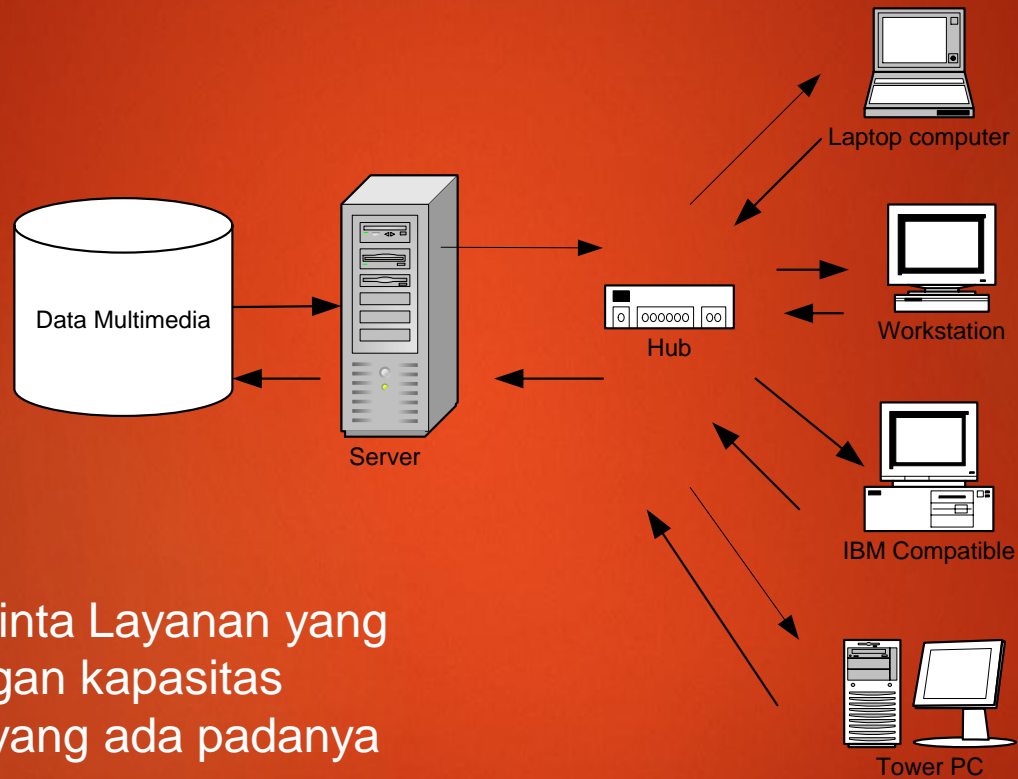 Laptop computer
Data Multimedia
Workstation
Hub
Server
IBM Compatible
inta Layanan yang
gan kapasitas
yang ada padanya
Tower PC